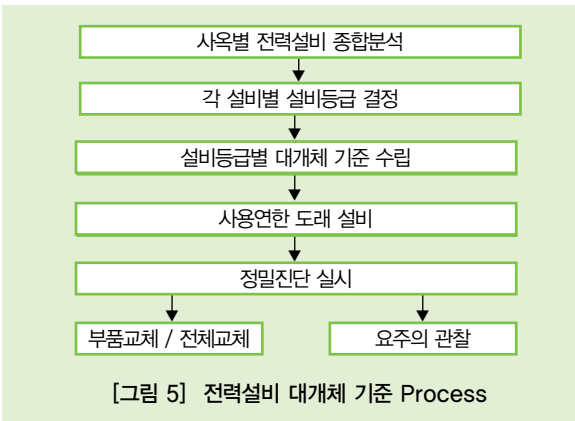 사옥별 전력설비 종합분석
각 설비별 설비등급 결정
설비등급별 대개체 기준 수립
사용연한 도래 설비
정밀진단 실시
부품교체 / 전체교체
요주의 관찰
[그림 5] 전력설비 대개체 기준 Process